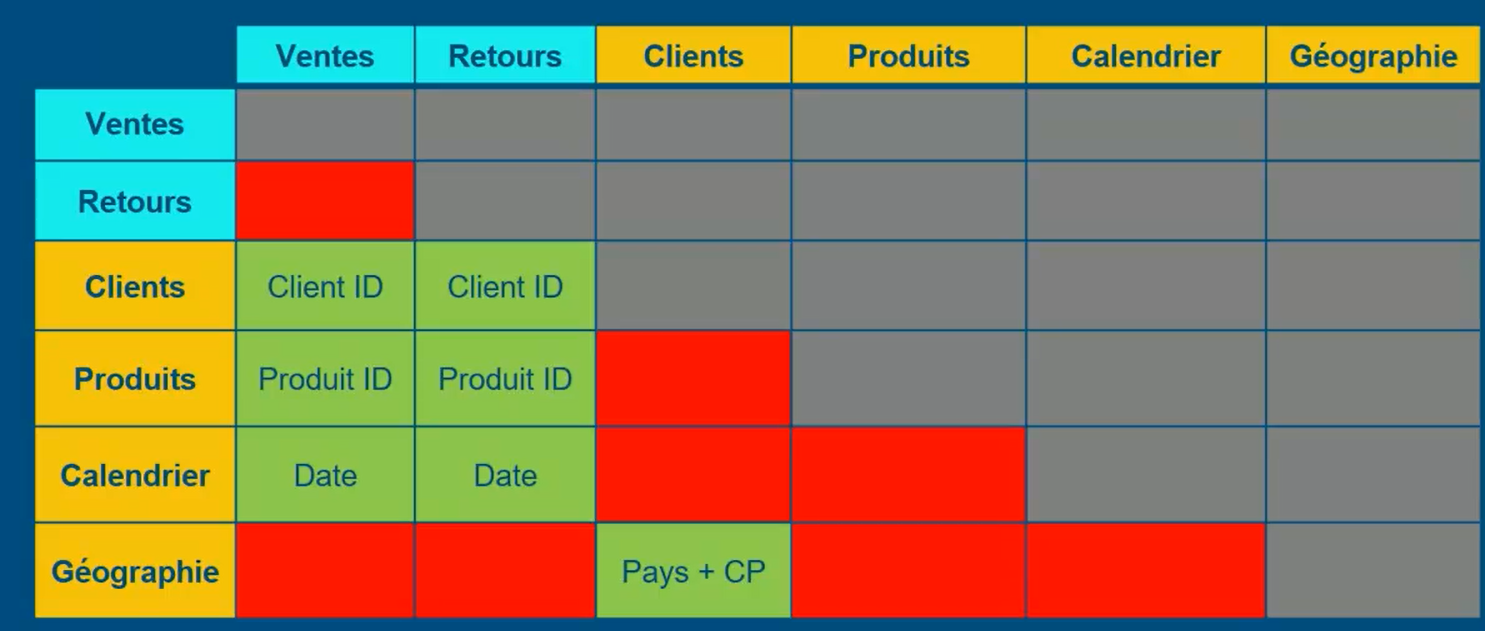 Ventes Retours Clients Produits Calendrier Géographie
Ventes
Retours
Clients Client ID Client ID
Produits Produit ID Produit ID
Calendrier Date Date
Géographie Pays + CP